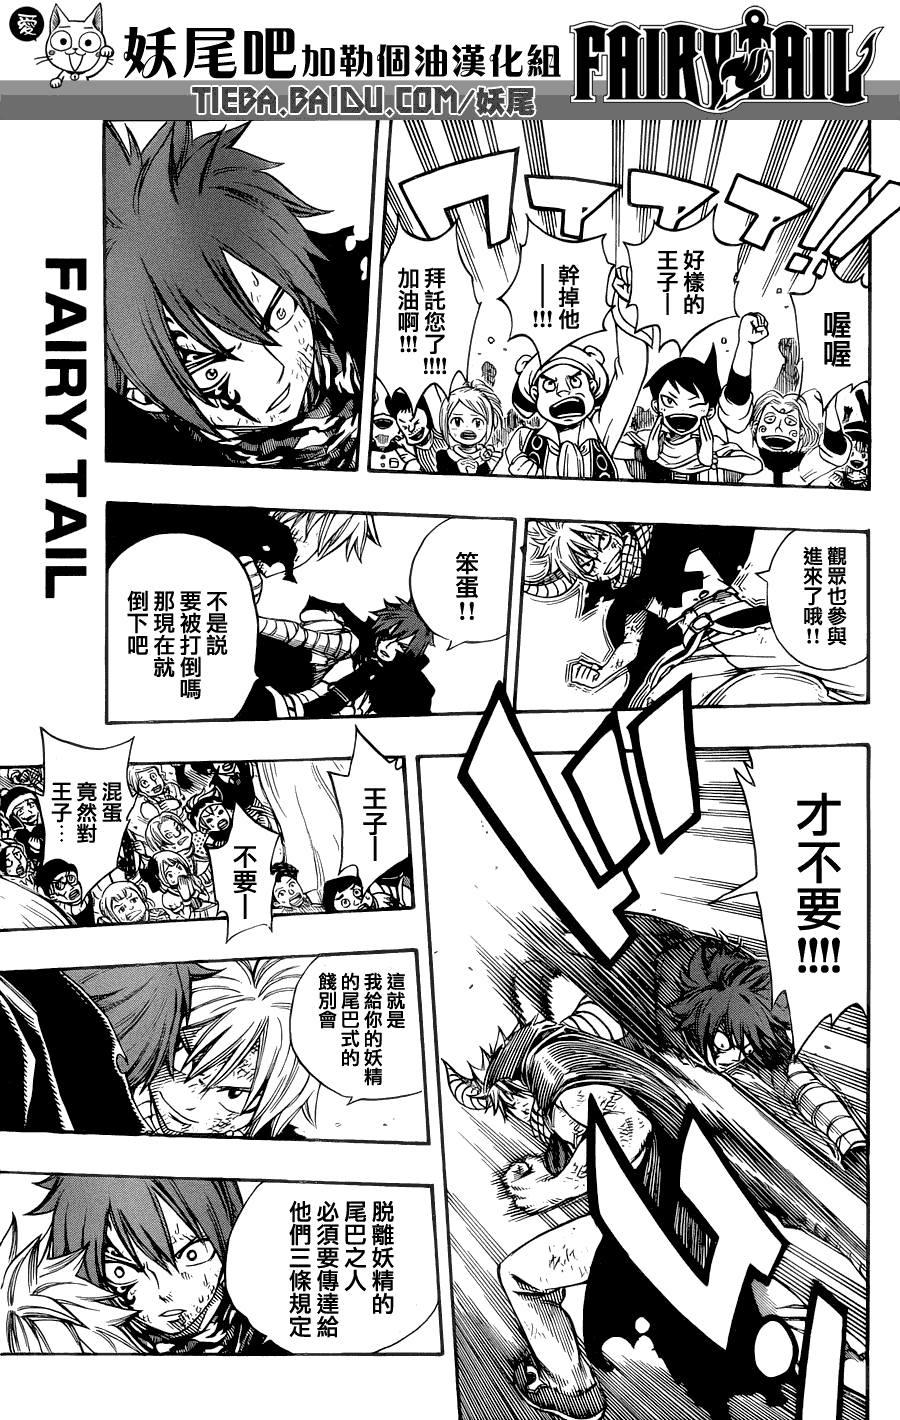 愛
妖尾吧加勒個油漢化組
TIEBA.BAIDU.COM/妖尾
FAIRY TAIL
FAIRY TAIL
ワァァァ!!!
喔喔
好樣的
王子—
幹掉他
——
!!!
拜託您了!!!!
加油啊!!!
觀眾也參與
進來了哦!!
笨蛋!!
不是說
要被打倒嗎
那現在就
倒下吧
才不要!!!!
王子—
不要—
混蛋
竟然對
王子…
這就是
我給你的妖精
的尾巴式的
餞別會
脫離妖精的
尾巴之人
必須要傳達給
他們三條規定